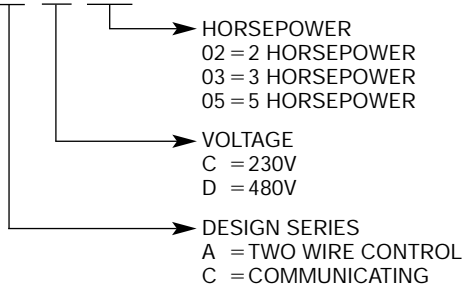 HORSEPOWER
02 = 2 HORSEPOWER
03 = 3 HORSEPOWER
05 = 5 HORSEPOWER
VOLTAGE
C = 230V
D = 480V
DESIGN SERIES
A = TWO WIRE CONTROL
C = COMMUNICATING